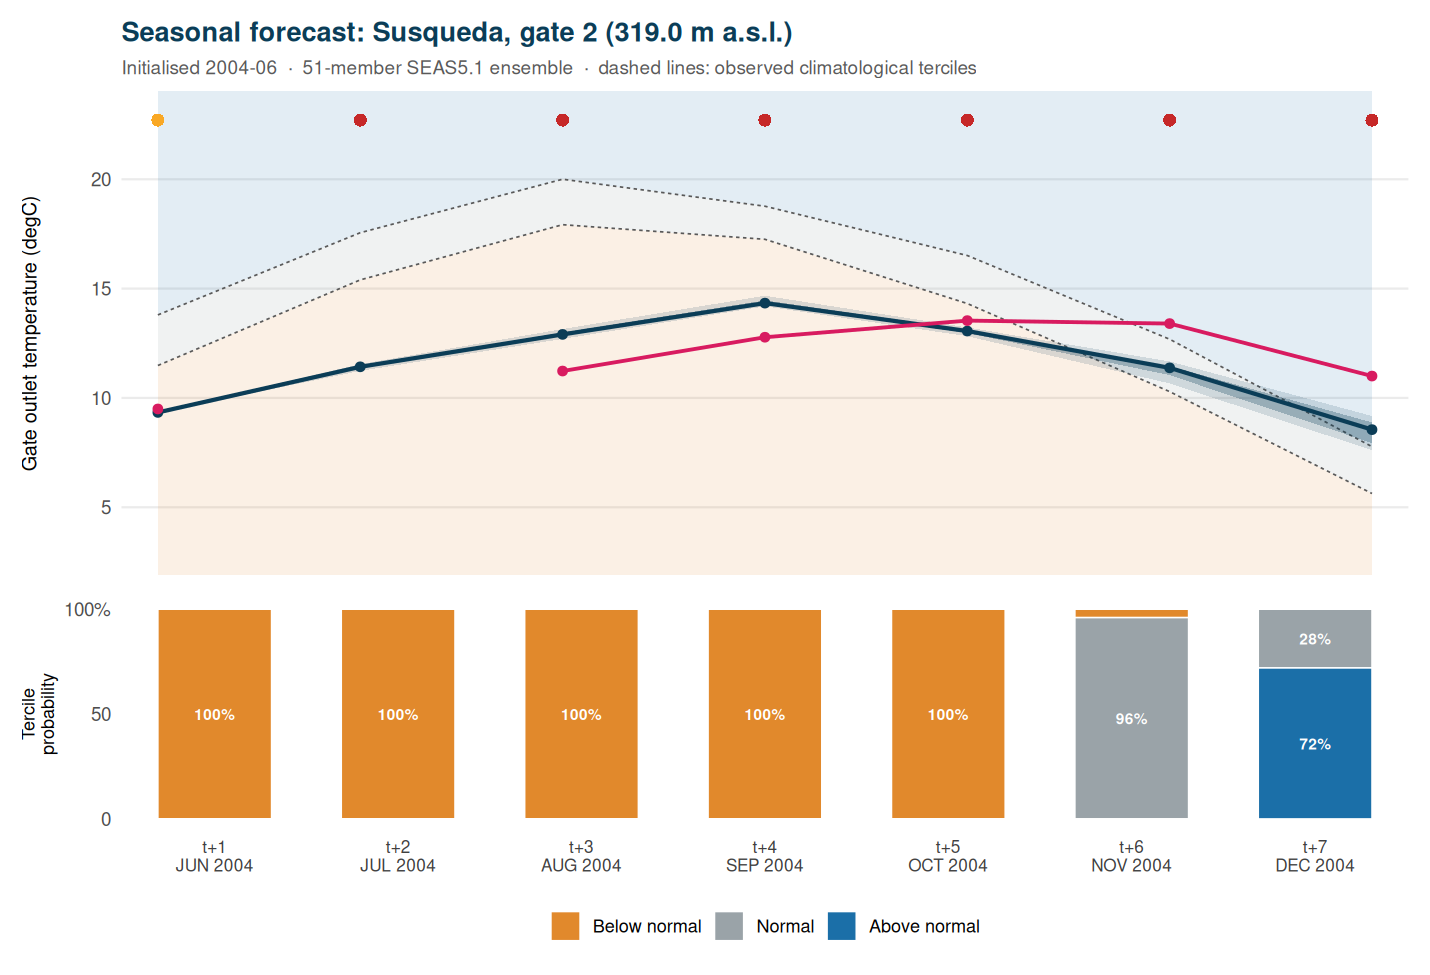 Seasonal forecast: Susqueda, gate 2 (319.0 m a.s.l.)
Initialised 2004-06 · 51-member SEAS5.1 ensemble · dashed lines: observed climatological terciles
Gate outlet temperature (degC)
20
15
10
5
Tercile
probability
100%
50
0
100%
100%
100%
100%
100%
96%
28%
72%
t+1
JUN 2004
t+2
JUL 2004
t+3
AUG 2004
t+4
SEP 2004
t+5
OCT 2004
t+6
NOV 2004
t+7
DEC 2004
Below normal
Normal
Above normal